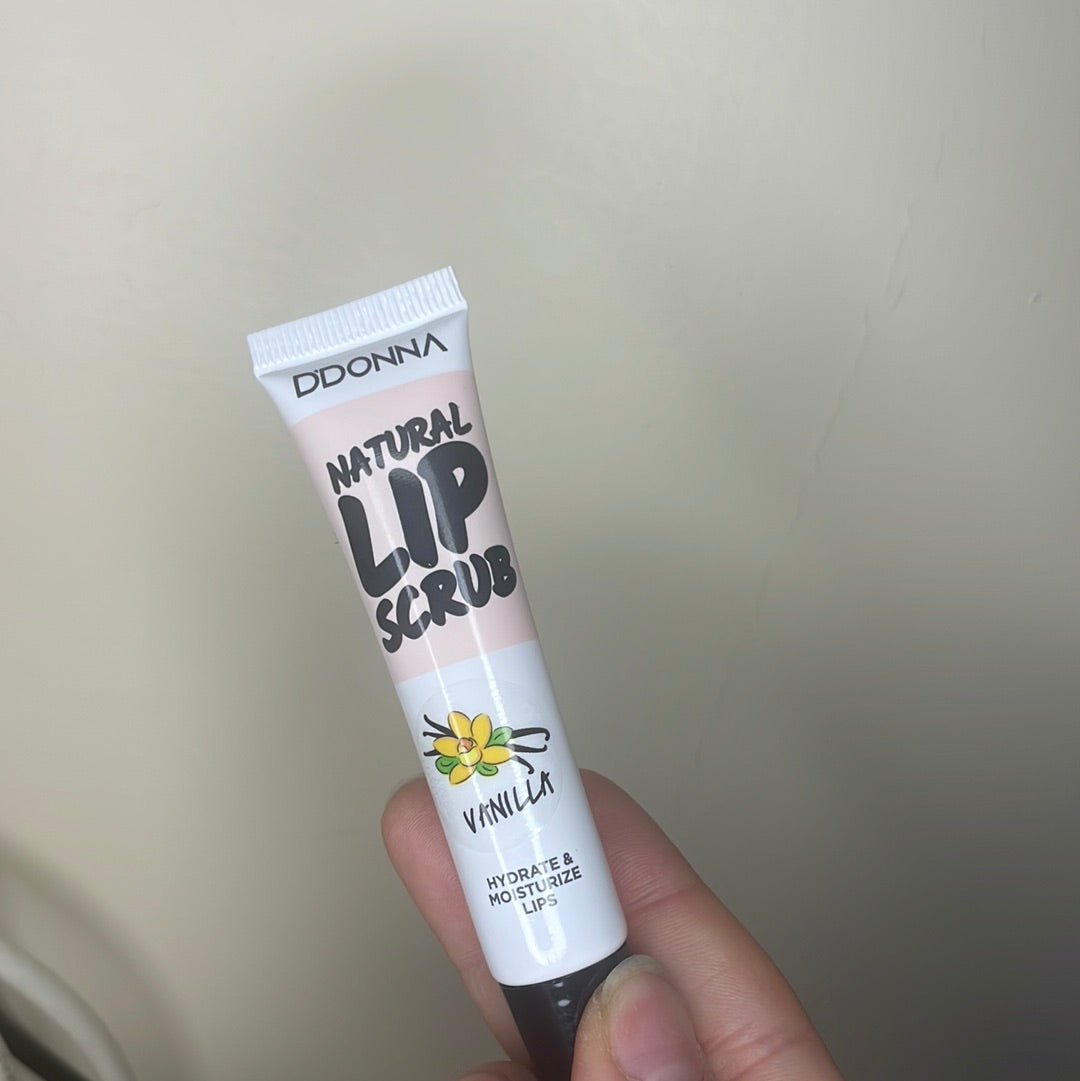 D'DONNA
NATURAL
LIP
SCRUB
VANILLA
HYDRATE &
MOISTURIZE
LIPS